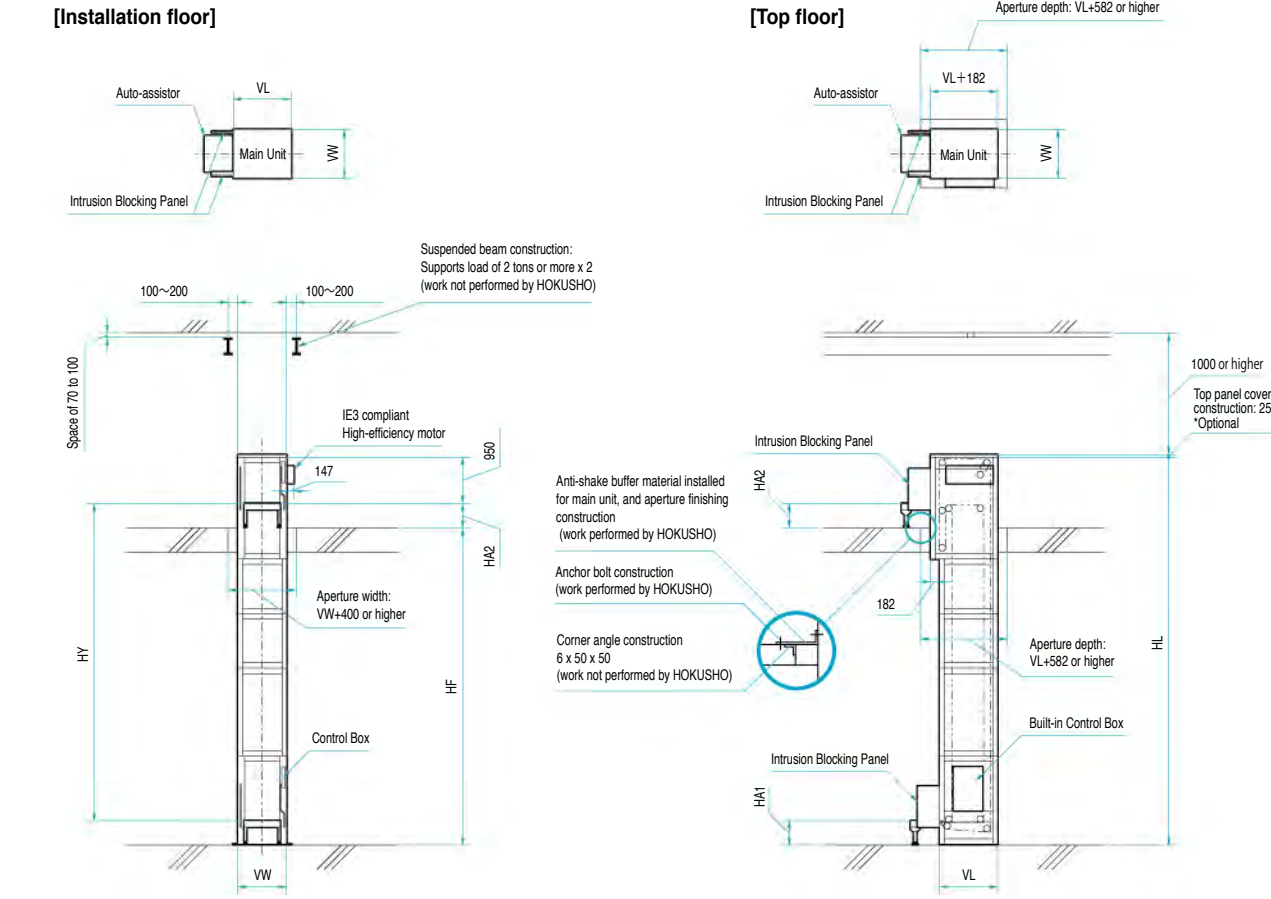 [Installation floor]
Auto-assistor
VL
Main Unit
VW
Intrusion Blocking Panel
[Top floor]
Aperture depth: VL+582 or higher
VL+182
Auto-assistor
Main Unit
VW
Intrusion Blocking Panel
Suspended beam construction:
Supports load of 2 tons or more x 2
(work not performed by HOKUSHO)
100～200
100～200
Space of 70 to 100
IE3 compliant
High-efficiency motor
147
950
HA2
Aperture width:
VW+400 or higher
HY
HF
Control Box
VW
1000 or higher
Top panel cover
construction: 25
*Optional
Intrusion Blocking Panel
HA2
Anti-shake buffer material installed
for main unit, and aperture finishing
construction
(work performed by HOKUSHO)
Anchor bolt construction
(work performed by HOKUSHO)
Corner angle construction
6 x 50 x 50
(work not performed by HOKUSHO)
182
Aperture depth:
VL+582 or higher
HL
Built-in Control Box
Intrusion Blocking Panel
HA1
VL